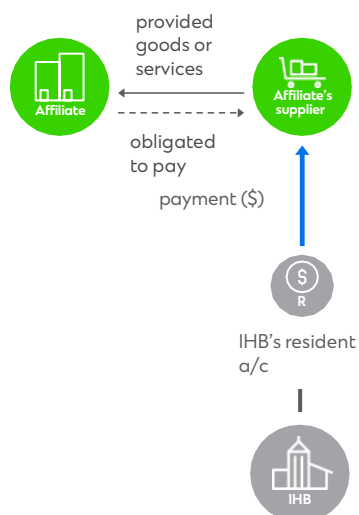 provided
goods or
services
Affiliate
Affiliate's
supplier
obligated
to pay
payment ($)
$
R
IHB's resident
a/c
IHB